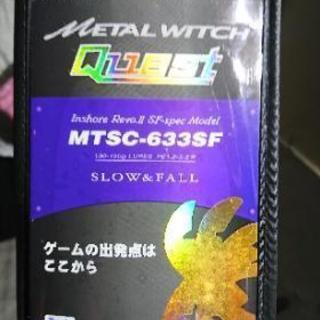 METAL WITCH
Quest
Inshore Revo.II SF-spec Model
MTSC-633SF
SLOW&FALL
ゲームの出発点は
ここから